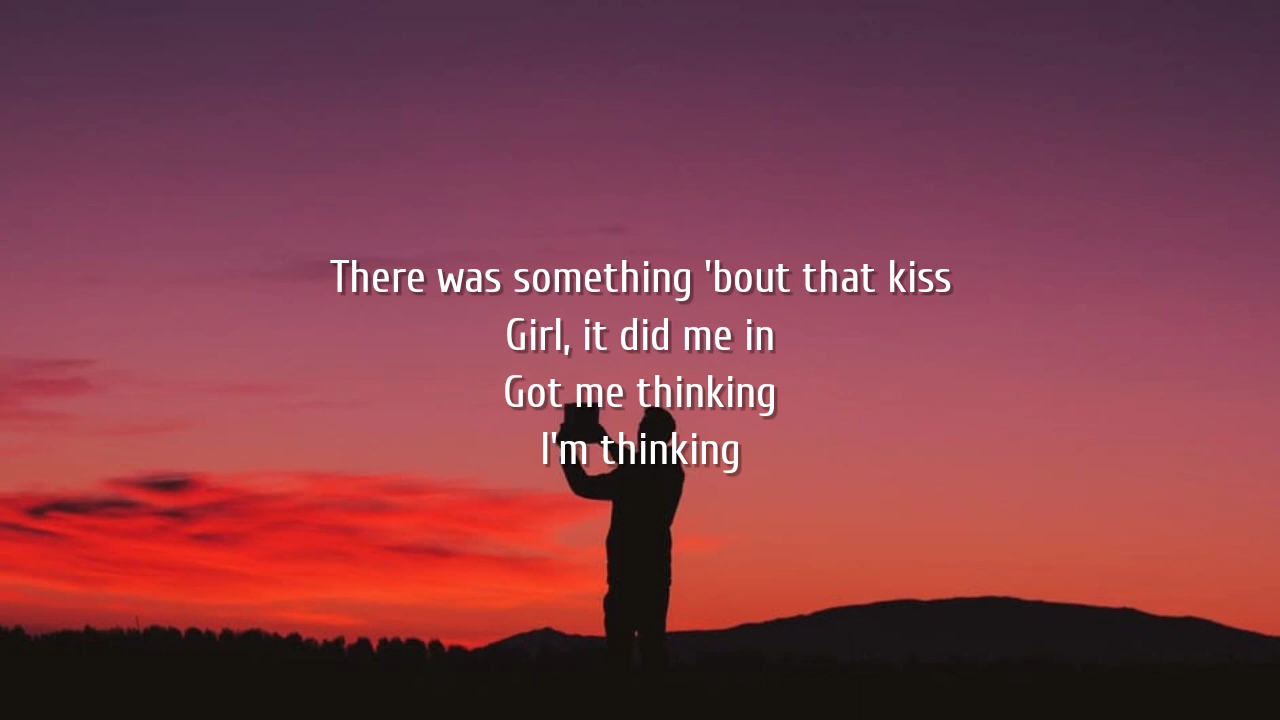 There was something 'bout that kiss
Girl, it did me in
Got me thinking
I'm thinking